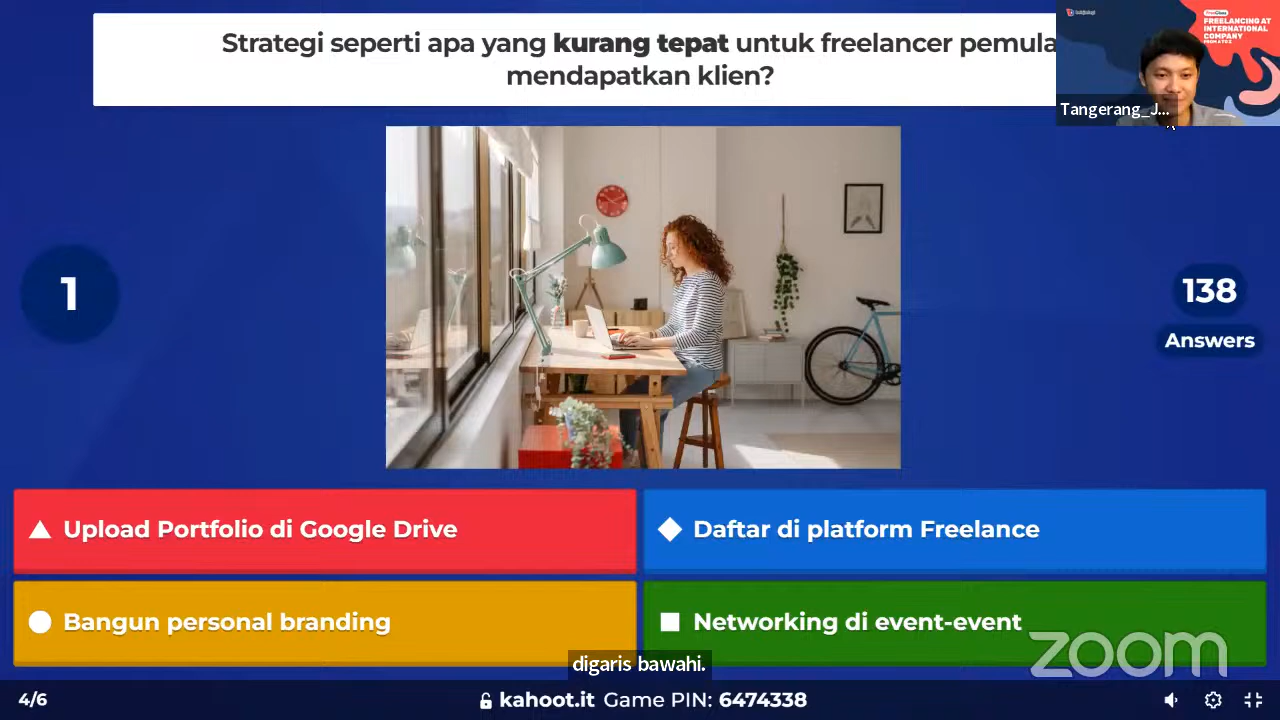 Strategi seperti apa yang kurang tepat untuk freelancer pemula
mendapatkan klien?
FREELANCING AT
INTERNATIONAL
COMPANY
Tangerang_J...
1
138
Answers
Upload Portfolio di Google Drive
Daftar di platform Freelance
Bangun personal branding
Networking di event-event
digaris bawahi.
zoom
4/6
kahoot.it Game PIN: 6474338